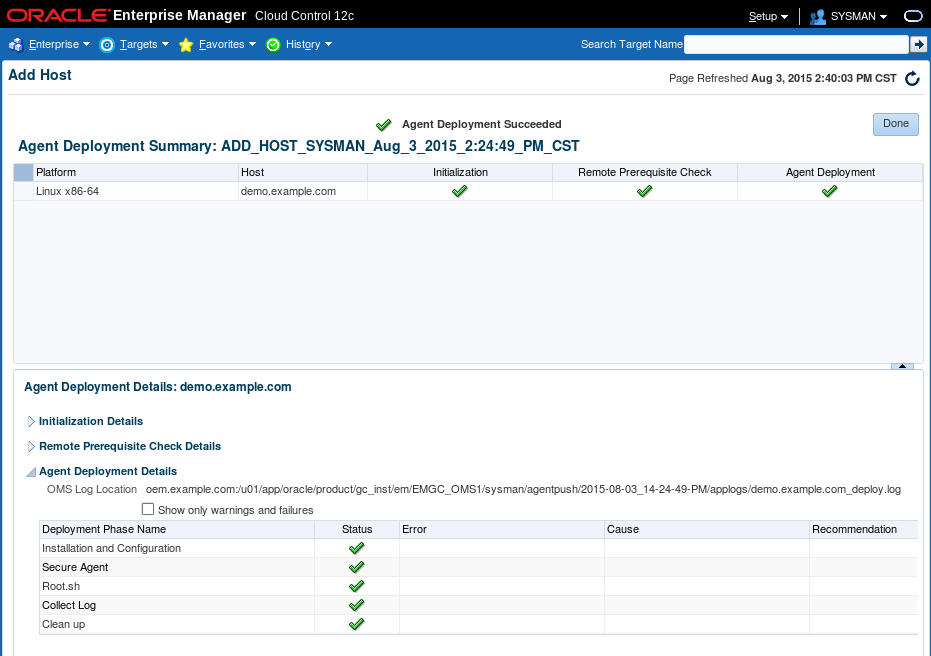 ORACLE Enterprise Manager Cloud Control 12c Setup SYSMAN
Enterprise Targets Favorites History Search Target Name
Add Host Page Refreshed Aug 3, 2015 2:40:03 PM CST
Agent Deployment Succeeded Done
Agent Deployment Summary: ADD_HOST_SYSMAN_Aug_3_2015_2:24:49_PM_CST
Platform Host Initialization Remote Prerequisite Check Agent Deployment
Linux x86-64 demo.example.com
Agent Deployment Details: demo.example.com
Initialization Details
Remote Prerequisite Check Details
Agent Deployment Details
OMS Log Location oem.example.com:/u01/app/oracle/product/gc_inst/em/EMGC_OMS1/sysman/agentpush/2015-08-03_14-24-49-PM/applogs/demo.example.com_deploy.log
Show only warnings and failures
Deployment Phase Name Status Error Cause Recommendation
Installation and Configuration
Secure Agent
Root.sh
Collect Log
Clean up